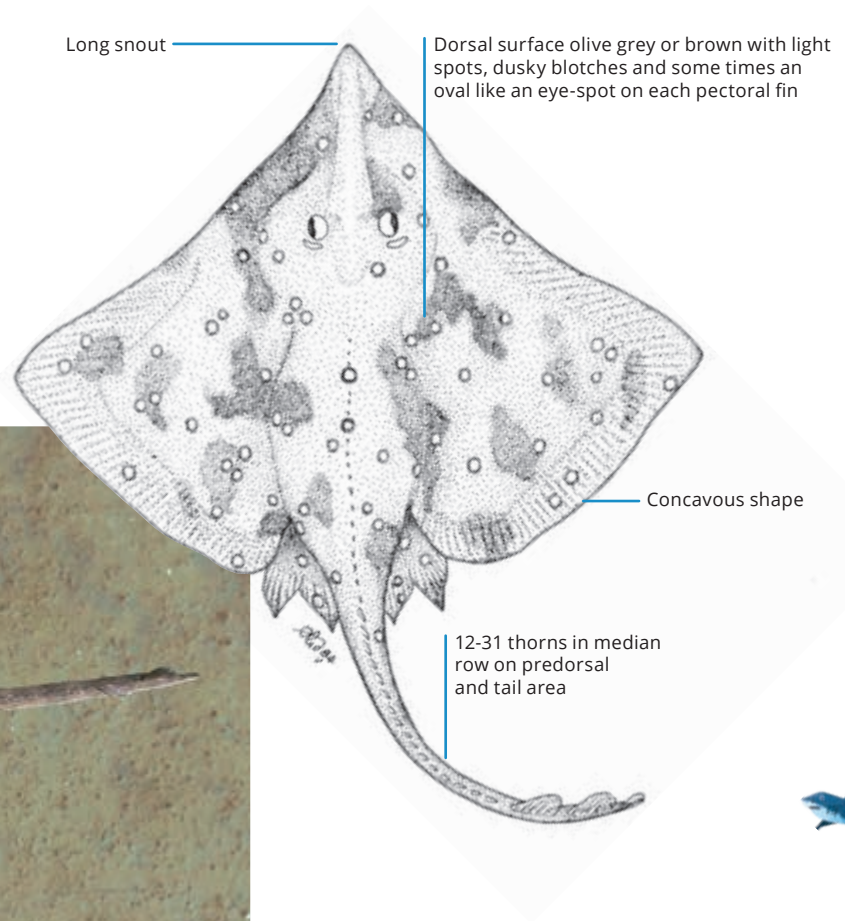 Long snout
Dorsal surface olive grey or brown with light
spots, dusky blotches and some times an
oval like an eye-spot on each pectoral fin
Concavous shape
12-31 thorns in median
row on predorsal
and tail area